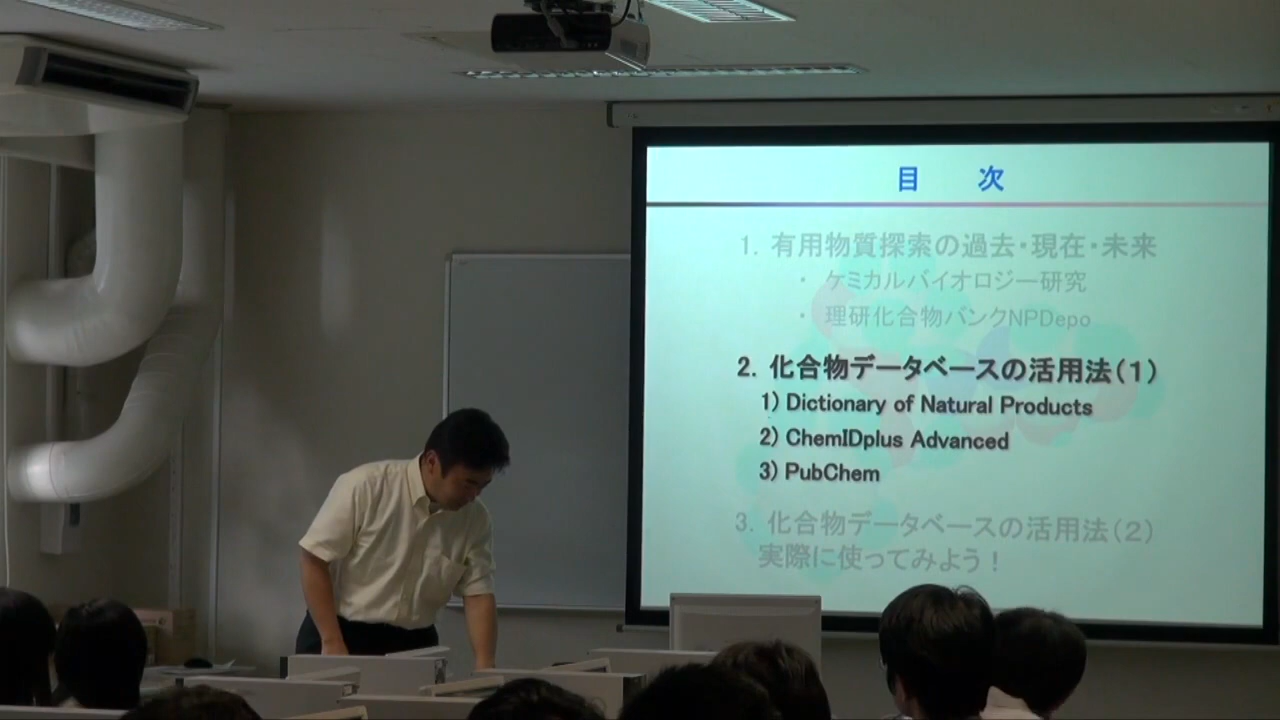 目　次
1. 有用物質探索の過去・現在・未来
・ ケミカルバイオロジー研究
・ 理研化合物バンクNPDepo
2. 化合物データベースの活用法(1)
1) Dictionary of Natural Products
2) ChemIDplus Advanced
3) PubChem
3. 化合物データベースの活用法(2)
実際に使ってみよう!